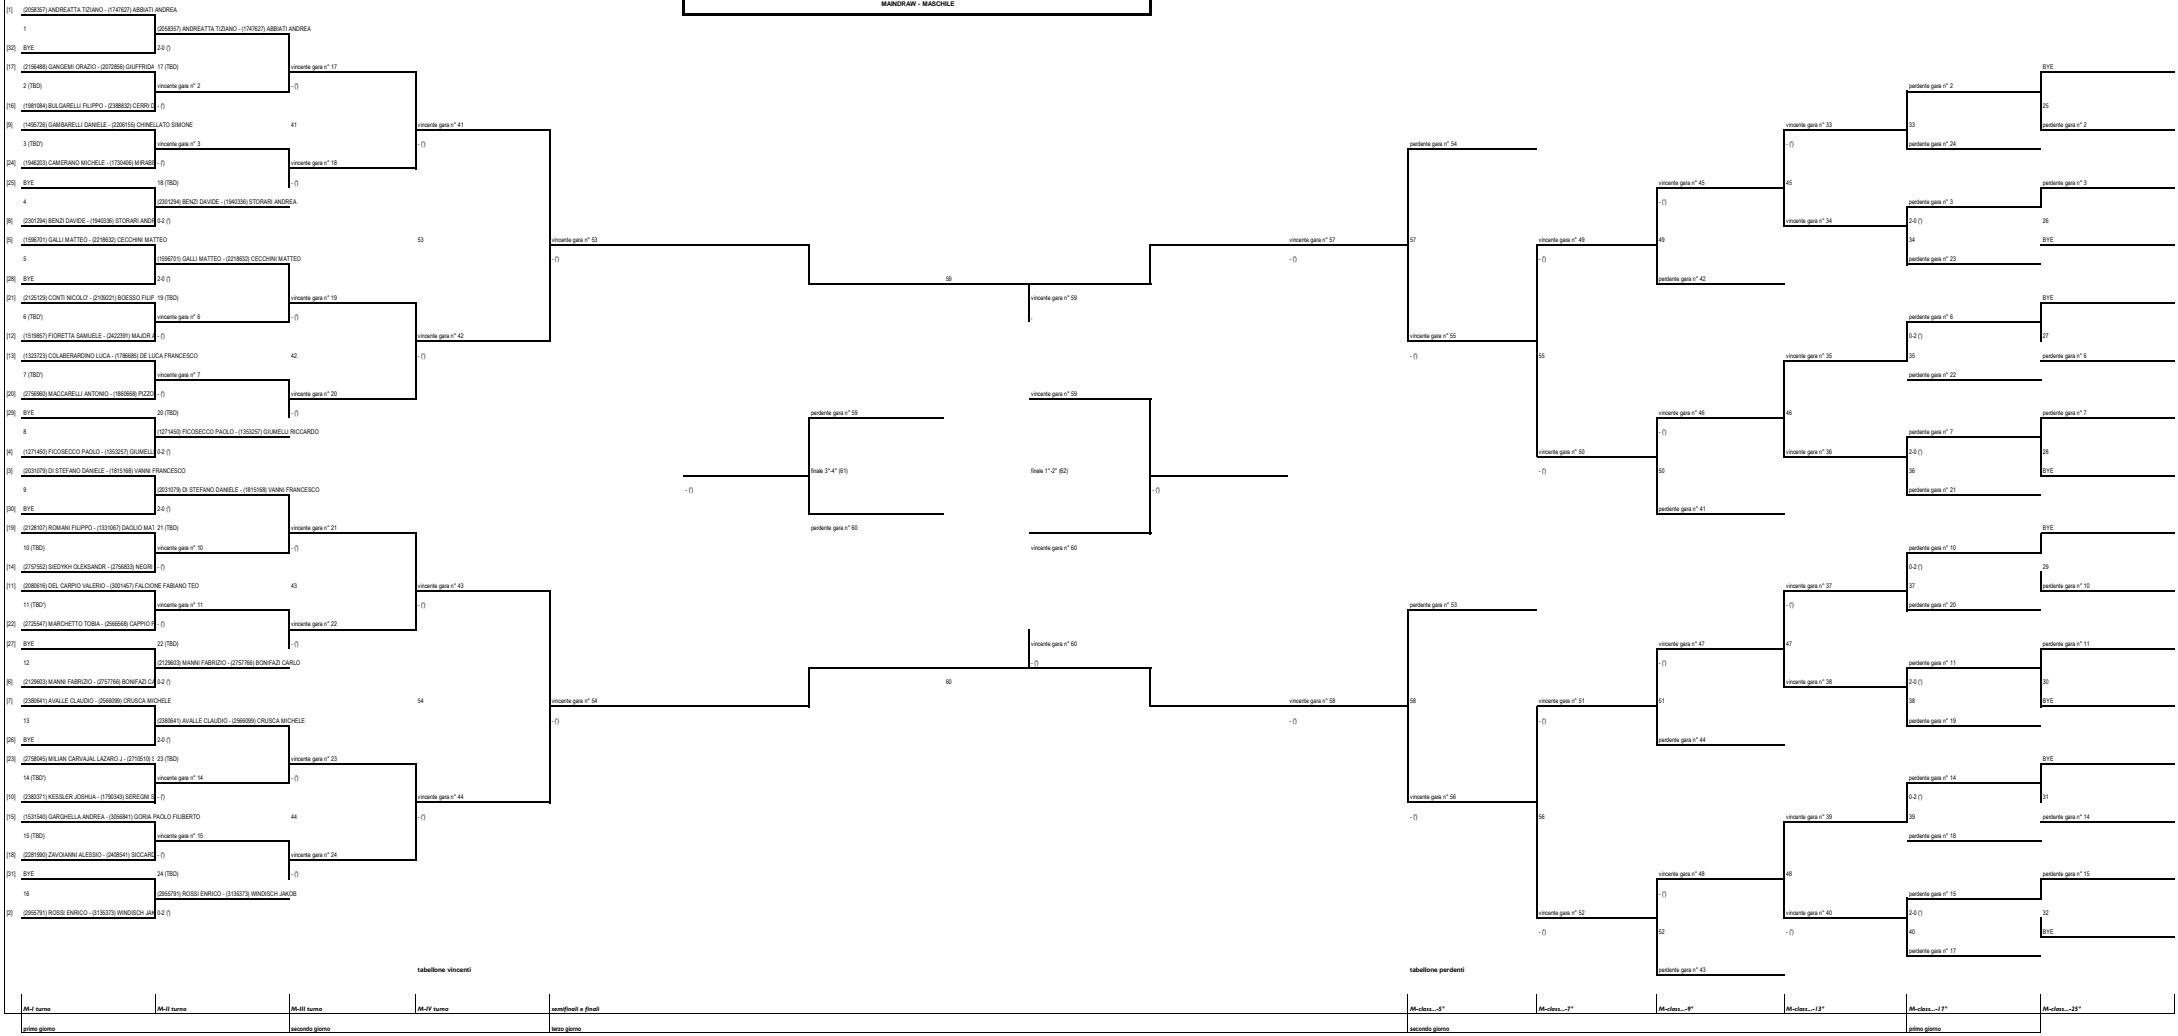 MAINDRAW - MASCHILE
[1] (2058357) ANDREATTA TIZIANO - (1747627) ABBIATI ANDREA
1
(2058357) ANDREATTA TIZIANO - (1747627) ABBIATI ANDREA
[32] BYE
2-0 (')
[17] (2156488) GANGEMI ORAZIO - (2072856) GIUFFRIDA
17 (TBD)
vincente gara n° 17
2 (TBD)
vincente gara n° 2
- (')
[16] (1981084) BULGARELLI FILIPPO - (2388832) CERRI D
- (')
[9] (1495726) GAMBARELLI DANIELE - (2206155) CHINELLATO SIMONE
41
vincente gara n° 41
3 (TBD')
vincente gara n° 3
- (')
[24] (1946203) CAMERANO MICHELE - (1730406) MIRABE
- (')
vincente gara n° 18
[25] BYE
18 (TBD)
- (')
4
(2301294) BENZI DAVIDE - (1940336) STORARI ANDREA
[8] (2301294) BENZI DAVIDE - (1940336) STORARI ANDR
0-2 (')
[5] (1596701) GALLI MATTEO - (2218632) CECCHINI MATTEO
53
vincente gara n° 53
5
(1596701) GALLI MATTEO - (2218632) CECCHINI MATTEO
- (')
[28] BYE
2-0 (')
[21] (2125129) CONTI NICOLO' - (2109221) BOESSO FILIP
19 (TBD)
vincente gara n° 19
6 (TBD')
vincente gara n° 6
- (')
[12] (1519857) FIORETTA SAMUELE - (2422391) MAJOR A
- (')
vincente gara n° 42
[13] (1323723) COLABERARDINO LUCA - (1786685) DE LUCA FRANCESCO
42
- (')
7 (TBD')
vincente gara n° 7
[20] (2756960) MACCARELLI ANTONIO - (1860668) PIZZO
- (')
vincente gara n° 20
[29] BYE
20 (TBD)
- (')
8
(1271450) FICOSECCO PAOLO - (1353257) GIUMELLI RICCARDO
[4] (1271450) FICOSECCO PAOLO - (1353257) GIUMELLI
0-2 (')
[3] (2031079) DI STEFANO DANIELE - (1815168) VANNI FRANCESCO
9
(2031079) DI STEFANO DANIELE - (1815168) VANNI FRANCESCO
[30] BYE
2-0 (')
[19] (2128107) ROMANI FILIPPO - (1331067) DAOLIO MAT
21 (TBD)
vincente gara n° 21
10 (TBD)
vincente gara n° 10
- (')
[14] (2757552) SIEDYKH OLEKSANDR - (2756833) NEGRI
- (')
[11] (2080616) DEL CARPIO VALERIO - (3001457) FALCIONE FABIANO TEO
43
vincente gara n° 43
11 (TBD')
vincente gara n° 11
- (')
[22] (2725547) MARCHETTO TOBIA - (2566568) CAPPIO F
- (')
vincente gara n° 22
[27] BYE
22 (TBD)
- (')
12
(2129603) MANNI FABRIZIO - (2757766) BONIFAZI CARLO
[6] (2129603) MANNI FABRIZIO - (2757766) BONIFAZI CA
0-2 (')
[7] (2380641) AVALLE CLAUDIO - (2566099) CRUSCA MICHELE
54
vincente gara n° 54
13
(2380641) AVALLE CLAUDIO - (2566099) CRUSCA MICHELE
- (')
[26] BYE
2-0 (')
[23] (2758045) MILIAN CARVAJAL LAZARO J - (2710510) S
23 (TBD)
vincente gara n° 23
14 (TBD')
vincente gara n° 14
- (')
[10] (2383371) KESSLER JOSHUA - (1790343) SEREGNI S
- (')
vincente gara n° 44
[15] (1531540) GARGHELLA ANDREA - (3056841) GORIA PAOLO FILIBERTO
44
- (')
15 (TBD)
vincente gara n° 15
[18] (2281990) ZAVOIANNI ALESSIO - (2408541) SICCARD
- (')
vincente gara n° 24
[31] BYE
24 (TBD)
- (')
16
(2955791) ROSSI ENRICO - (3135373) WINDISCH JAKOB
[2] (2955791) ROSSI ENRICO - (3135373) WINDISCH JAK
0-2 (')
59
vincente gara n° 59
-
vincente gara n° 57
- (')
perdente gara n° 59
vincente gara n° 59
- (')
finale 3°-4° (61)
finale 1°-2° (62)
- (')
perdente gara n° 60
vincente gara n° 60
vincente gara n° 60
- (')
60
vincente gara n° 58
- (')
perdente gara n° 54
57
vincente gara n° 55
- (')
perdente gara n° 53
58
vincente gara n° 56
- (')
vincente gara n° 49
- (')
55
vincente gara n° 50
- (')
vincente gara n° 51
- (')
56
vincente gara n° 52
- (')
vincente gara n° 45
- (')
49
perdente gara n° 42
vincente gara n° 46
- (')
50
perdente gara n° 41
vincente gara n° 47
- (')
51
perdente gara n° 44
vincente gara n° 48
- (')
52
perdente gara n° 43
vincente gara n° 33
- (')
45
vincente gara n° 34
vincente gara n° 35
46
vincente gara n° 36
vincente gara n° 37
- (')
47
vincente gara n° 38
vincente gara n° 39
48
vincente gara n° 40
- (')
perdente gara n° 2
33
perdente gara n° 24
perdente gara n° 3
2-0 (')
34
perdente gara n° 23
perdente gara n° 6
0-2 (')
35
perdente gara n° 22
perdente gara n° 7
2-0 (')
36
perdente gara n° 21
perdente gara n° 10
0-2 (')
37
perdente gara n° 20
perdente gara n° 11
2-0 (')
38
perdente gara n° 19
perdente gara n° 14
0-2 (')
39
perdente gara n° 18
perdente gara n° 15
2-0 (')
40
perdente gara n° 17
BYE
25
perdente gara n° 2
perdente gara n° 3
26
BYE
BYE
27
perdente gara n° 6
perdente gara n° 7
28
BYE
BYE
29
perdente gara n° 10
perdente gara n° 11
30
BYE
BYE
31
perdente gara n° 14
perdente gara n° 15
32
BYE
tabellone vincenti
tabellone perdenti
M-I turno
M-II turno
M-III turno
M-IV turno
semifinali e finali
M-class...-5°
M-class...-7°
M-class...-9°
M-class...-13°
M-class...-17°
M-class...-25°
primo giorno
secondo giorno
terzo giorno
secondo giorno
primo giorno